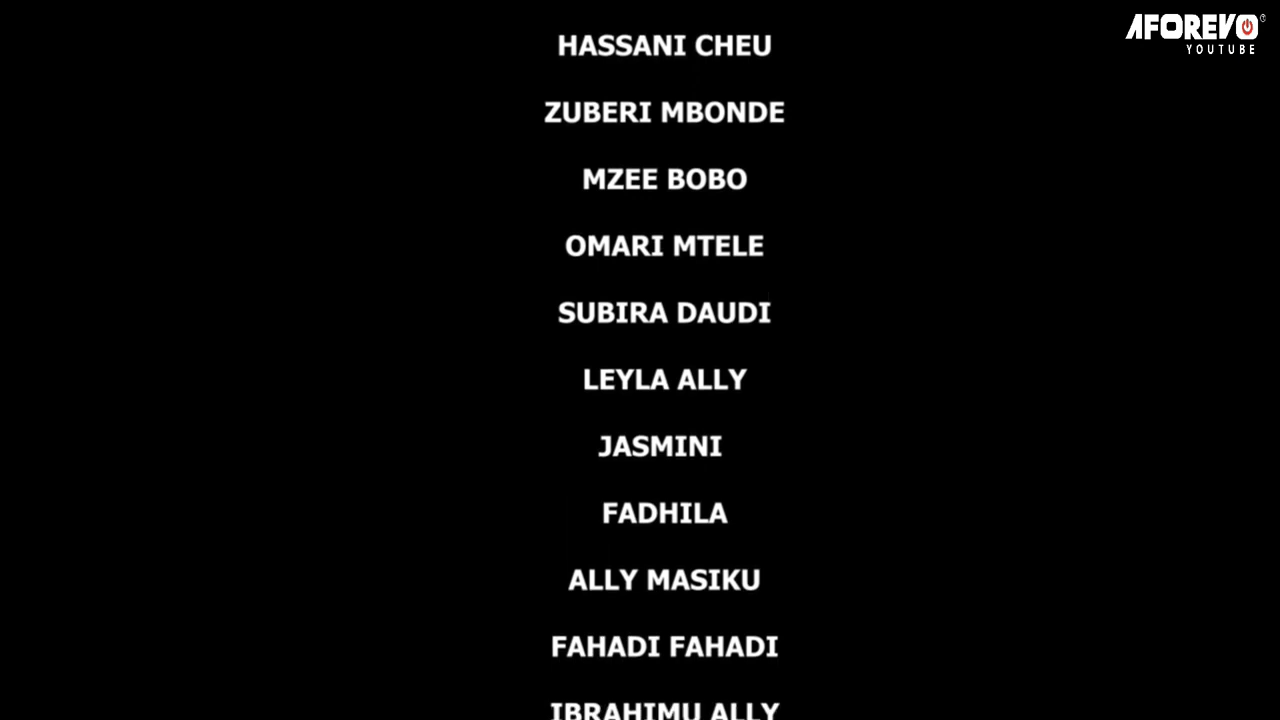 AFOREVO
YOUTUBE
HASSANI CHEU
ZUBERI MBONDE
MZEE BOBO
OMARI MTELE
SUBIRA DAUDI
LEYLA ALLY
JASMINI
FADHILA
ALLY MASIKU
FAHADI FAHADI
IBRAHIMU ALLY